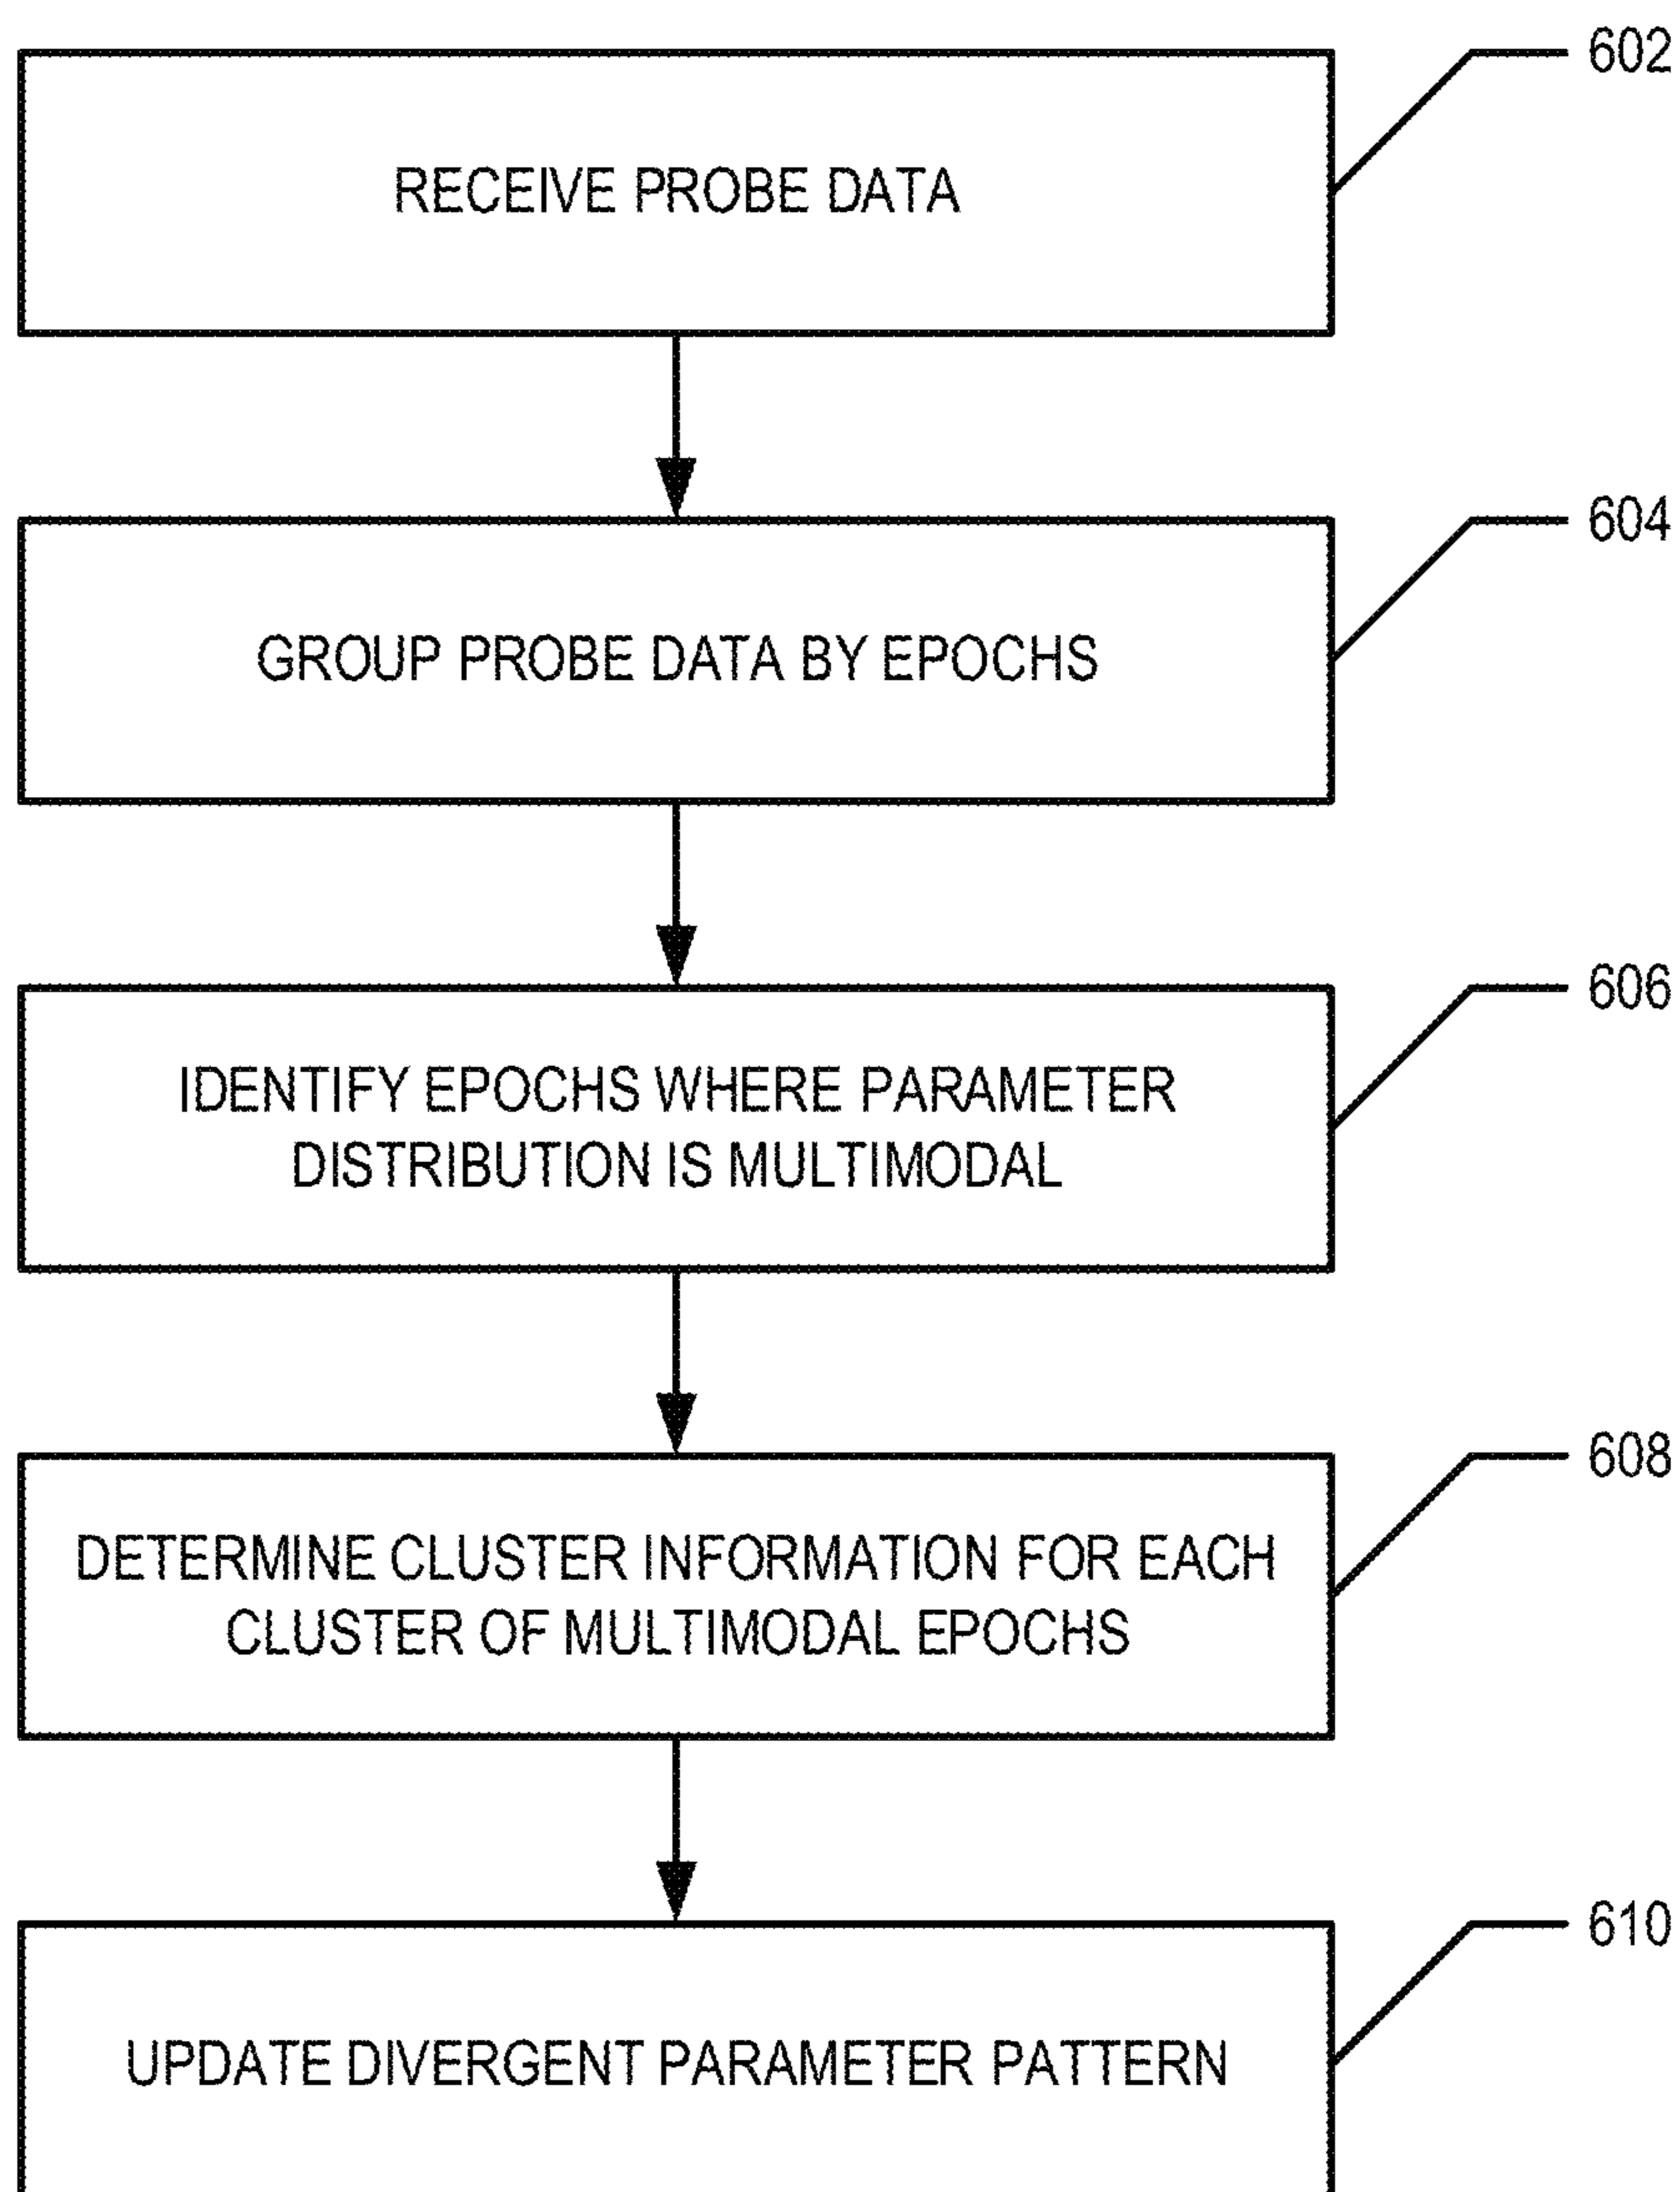 602
RECEIVE PROBE DATA
604
GROUP PROBE DATA BY EPOCHS
606
IDENTIFY EPOCHS WHERE PARAMETER
DISTRIBUTION IS MULTIMODAL
608
DETERMINE CLUSTER INFORMATION FOR EACH
CLUSTER OF MULTIMODAL EPOCHS
610
UPDATE DIVERGENT PARAMETER PATTERN